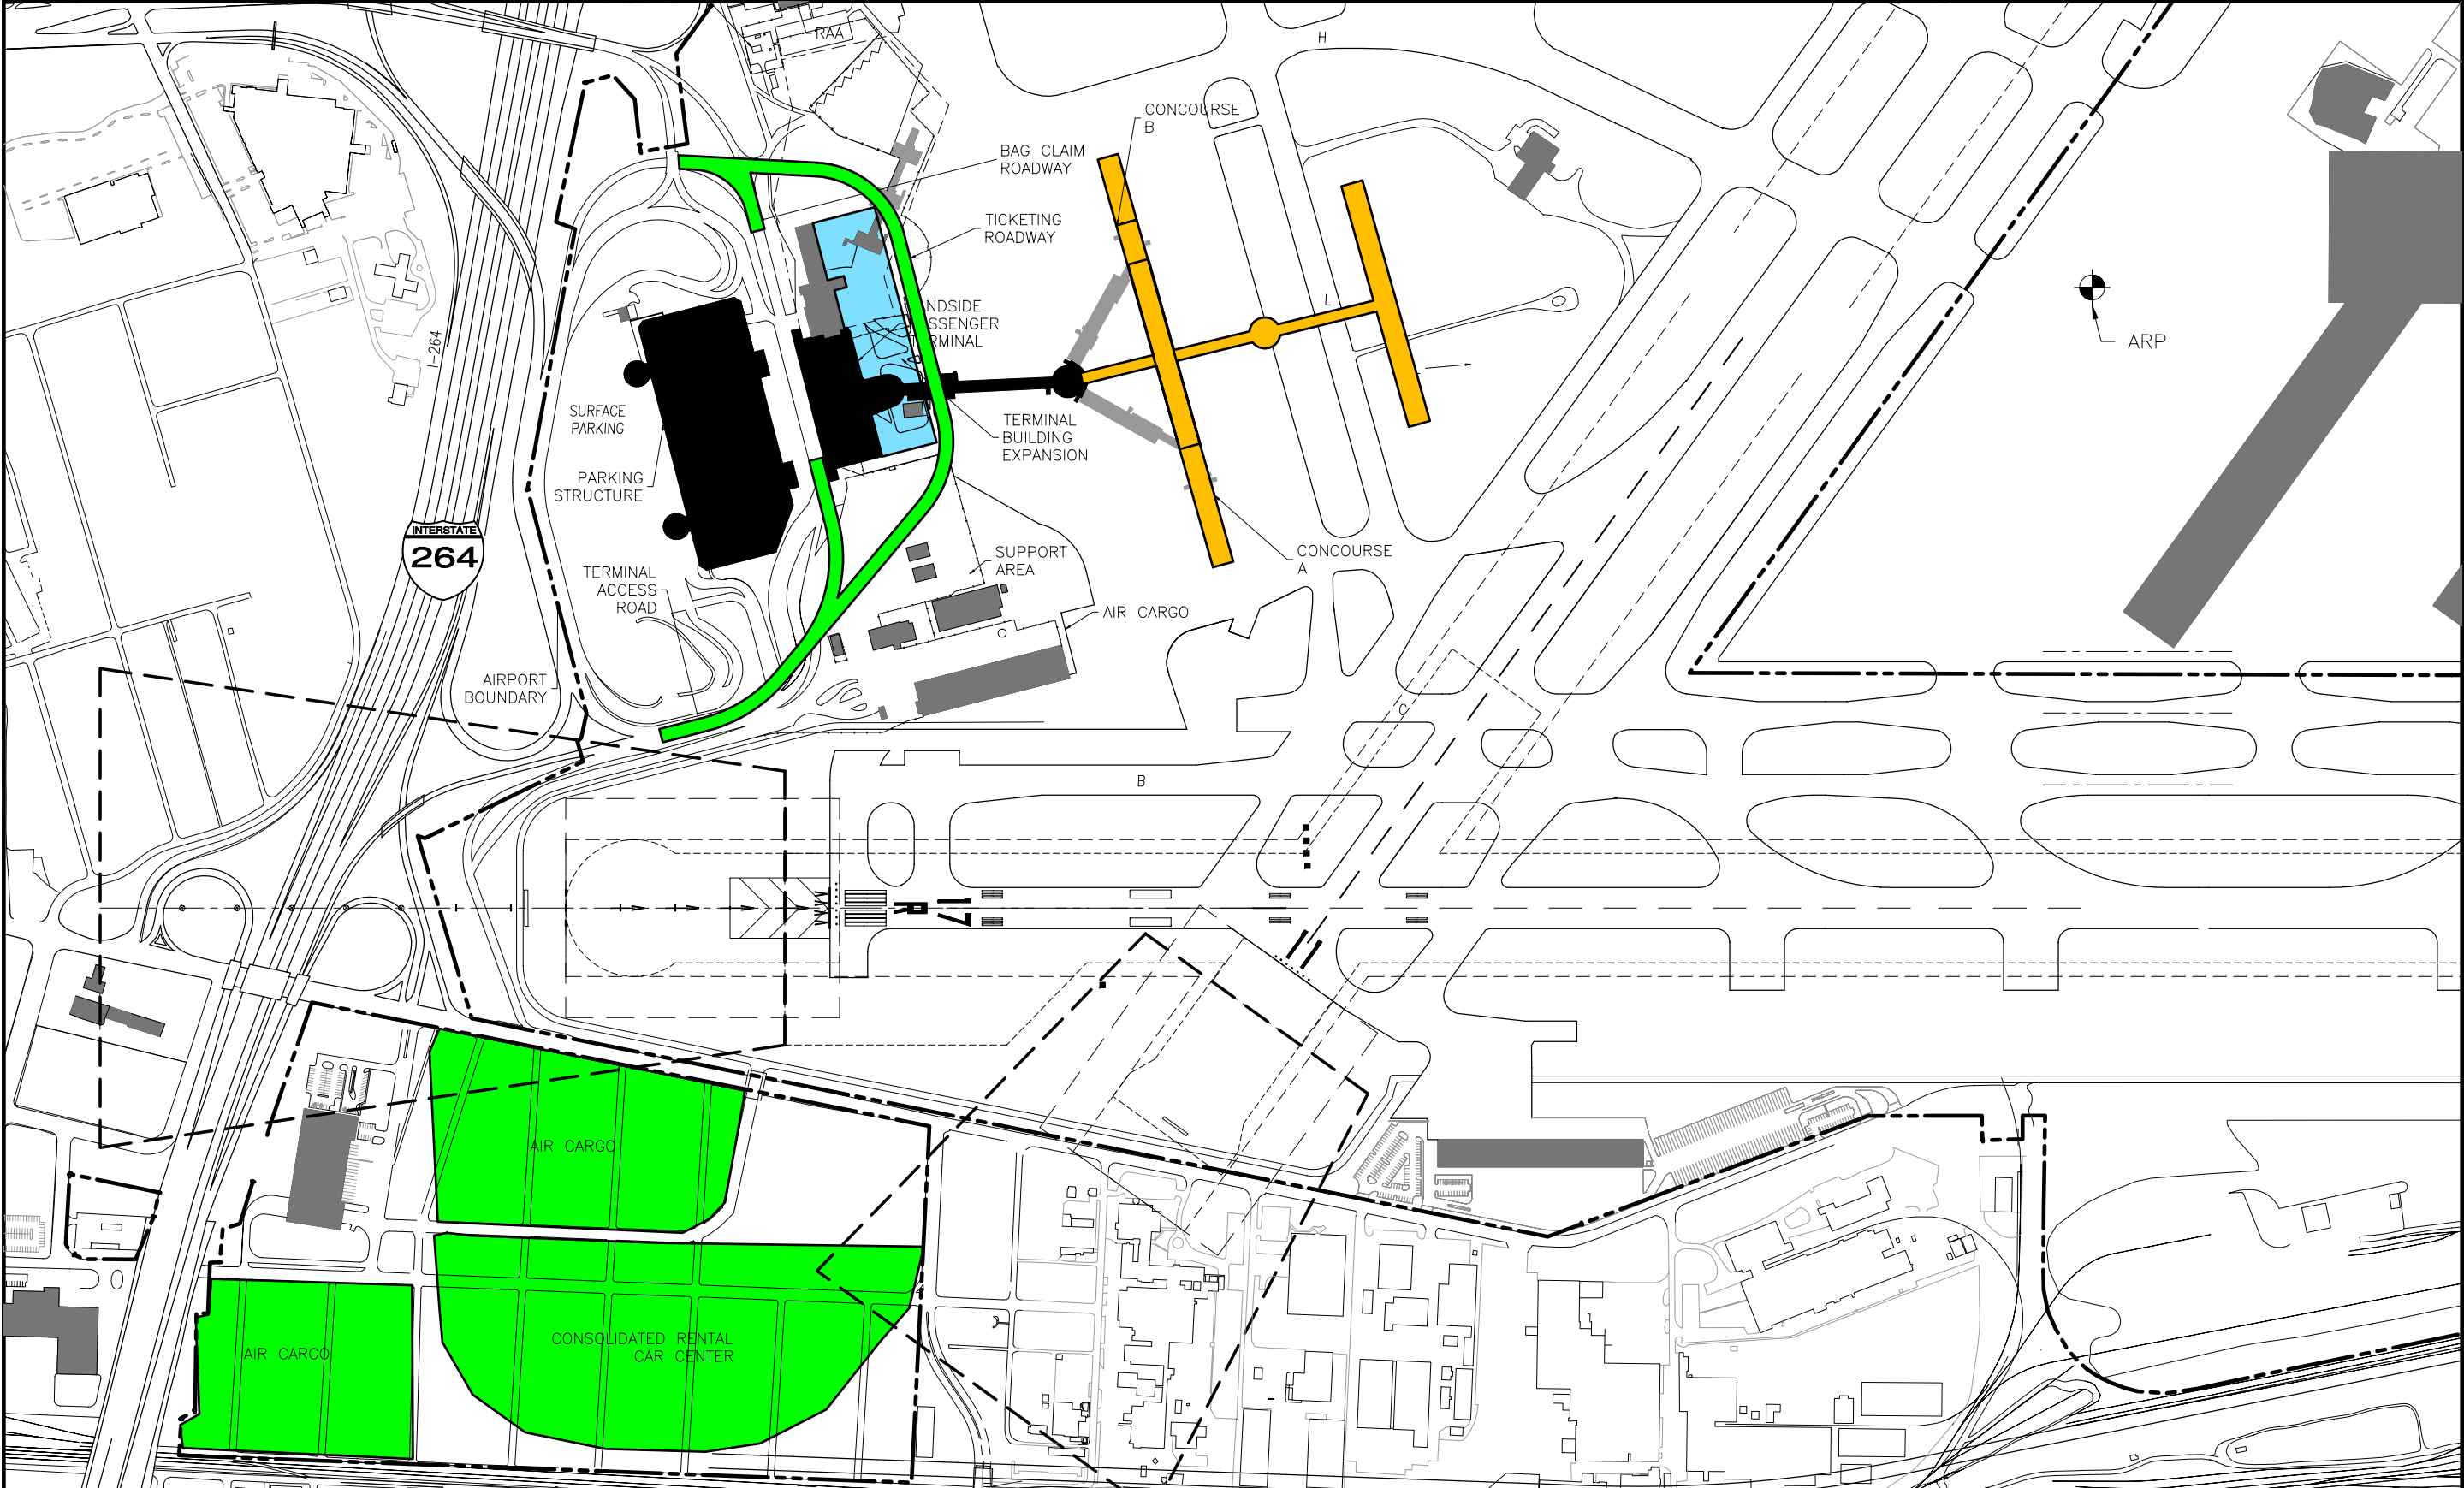 RAA
H
CONCOURSE
B
BAG CLAIM
ROADWAY
TICKETING
ROADWAY
NDSIDE
SSENGER
RMINAL
L
I-264
ARP
SURFACE
PARKING
TERMINAL
BUILDING
EXPANSION
PARKING
STRUCTURE
INTERSTATE
264
SUPPORT
AREA
CONCOURSE
A
TERMINAL
ACCESS
ROAD
AIR CARGO
AIRPORT
BOUNDARY
C
B
AIR CARGO
CONSOLIDATED RENTAL
CAR CENTER
AIR CARGO